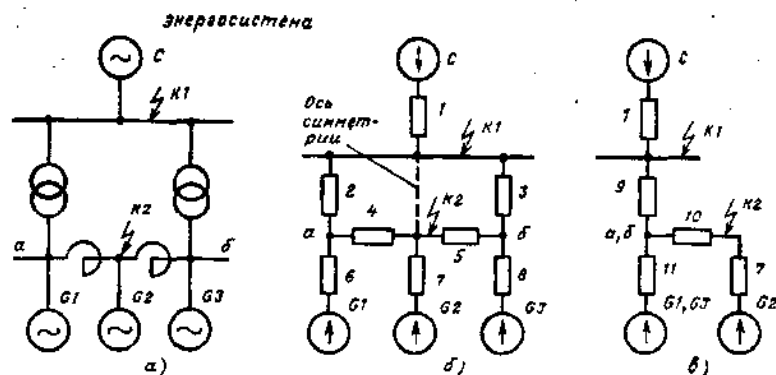 энергосистема
C
K1
K2
а
б
G1
G2
G3
а)
C
1
Ось
симмет-
рии
K1
2
3
4
K2
а
б
5
6
7
8
G1
G2
G3
б)
C
1
K1
9
10
K2
а,б
11
7
G1,G3
G2
в)